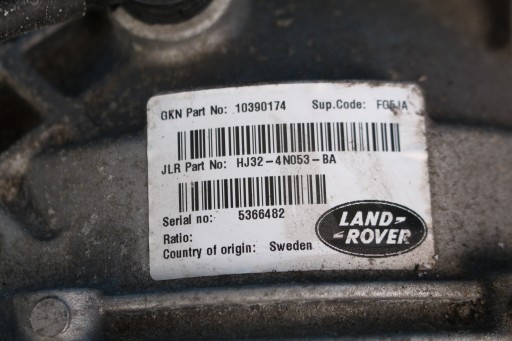 GKN Part No: 10390174 Sup.Code: FG5JA
JLR Part No: HJ32-4N053-BA
Serial no: 5366482
Ratio:
Country of origin: Sweden
LAND-
-ROVER